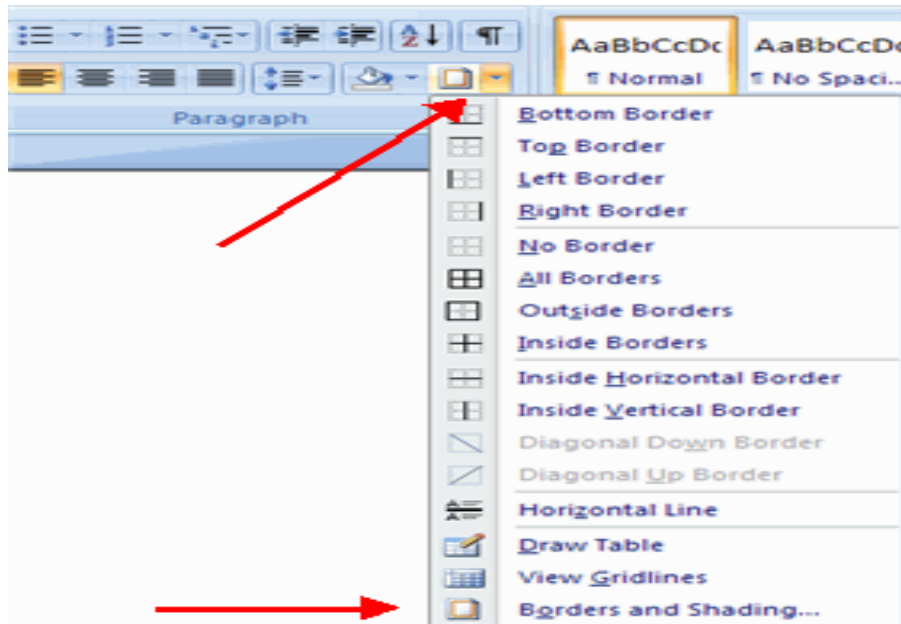 AaBbCcDc AaBbCcDc
¶ Normal ¶ No Spaci...
Paragraph
Bottom Border
Top Border
Left Border
Right Border
No Border
All Borders
Outside Borders
Inside Borders
Inside Horizontal Border
Inside Vertical Border
Diagonal Down Border
Diagonal Up Border
Horizontal Line
Draw Table
View Gridlines
Borders and Shading...